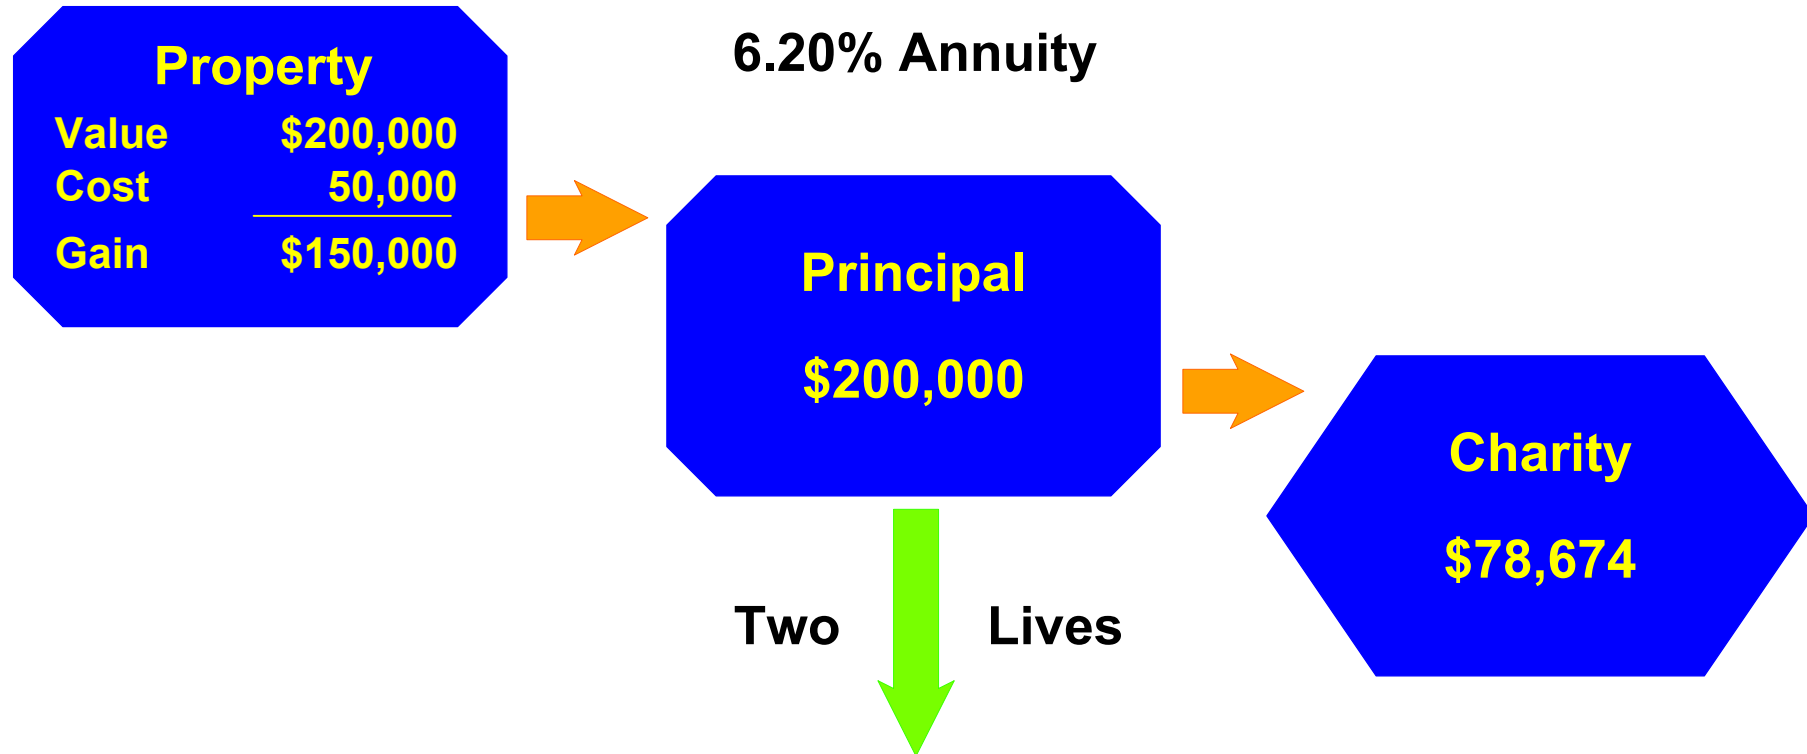 Property
Value $200,000
Cost 50,000
Gain $150,000
6.20% Annuity
Principal
$200,000
Charity
$78,674
Two Lives